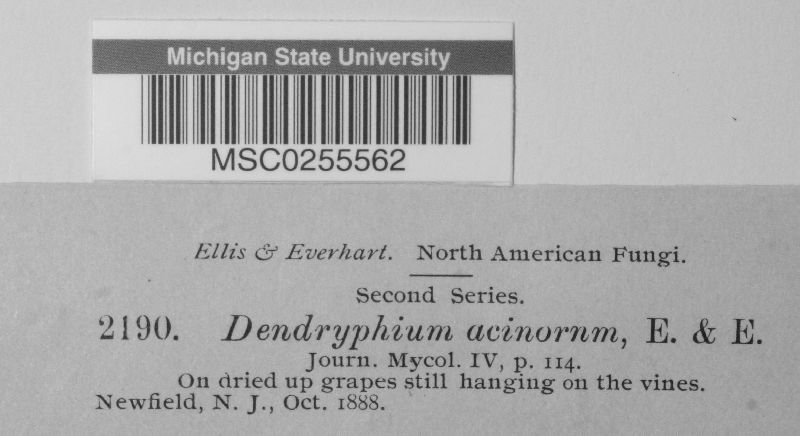 Michigan State University
MSC0255562
Ellis & Everhart. North American Fungi.
Second Series.
2190. Dendryphium acinornm, E. & E.
Journ. Mycol. IV, p. 114.
On dried up grapes still hanging on the vines.
Newfield, N. J., Oct. 1888.